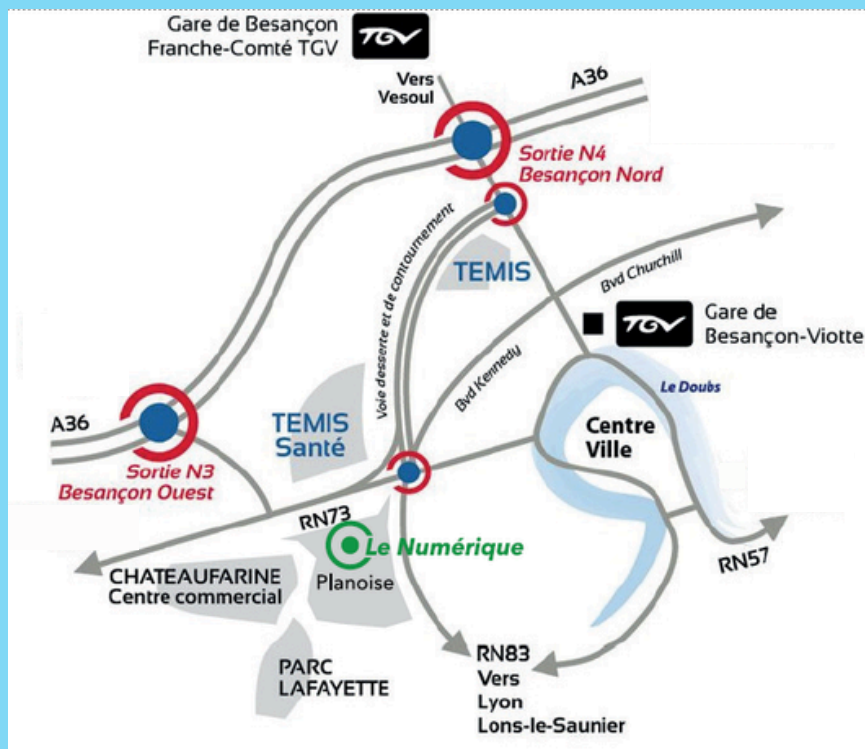 Gare de Besançon
Franche-Comté TGV
TGV
Vers
Vesoul
A36
Sortie N4
Besançon Nord
Voie desserte et de contournement
TEMIS
Bvd Churchill
TGV
Gare de
Besançon-Viotte
Bvd Kennedy
Le Doubs
A36
TEMIS
Santé
Centre
Ville
Sortie N3
Besançon Ouest
RN73
Le Numérique
RN57
CHATEAUFARINE
Centre commercial
Planoise
PARC
LAFAYETTE
RN83
Vers
Lyon
Lons-le-Saunier